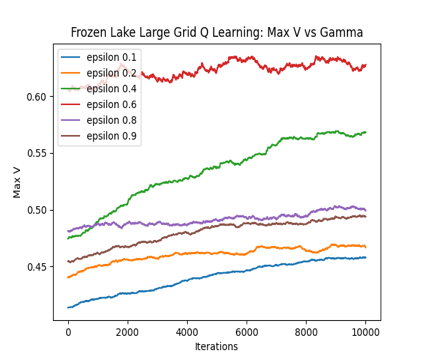 Frozen Lake Large Grid Q Learning: Max V vs Gamma
epsilon 0.1
epsilon 0.2
epsilon 0.4
epsilon 0.6
epsilon 0.8
epsilon 0.9
Max V
0.60
0.55
0.50
0.45
0 2000 4000 6000 8000 10000
Iterations